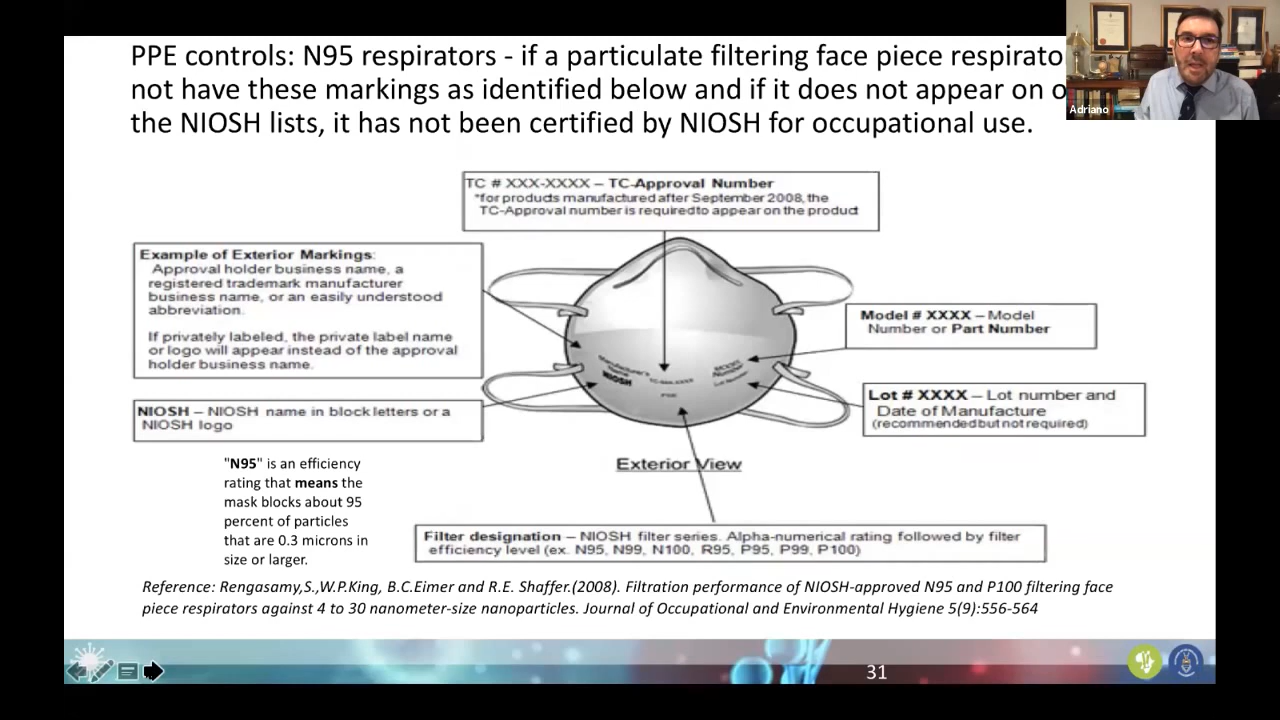 PPE controls: N95 respirators - if a particulate filtering face piece respirato
not have these markings as identified below and if it does not appear on o
the NIOSH lists, it has not been certified by NIOSH for occupational use.
Adriano
TC # XXX-XXXX – TC-Approval Number
*for products manufactured after September 2008, the
TC-Approval number is required to appear on the product
Example of Exterior Markings:
Approval holder business name, a
registered trademark manufacturer
business name, or an easily understood
abbreviation.
If privately labeled, the private label name
or logo will appear instead of the approval
holder business name.
Model # XXXX – Model
Number or Part Number
Manufacturer's
Name
NIOSH
Model
Number
Lot Number
Lot # XXXX – Lot number and
Date of Manufacture
(recommended but not required)
NIOSH – NIOSH name in block letters or a
NIOSH logo
Exterior View
"N95" is an efficiency
rating that means the
mask blocks about 95
percent of particles
that are 0.3 microns in
size or larger.
Filter designation – NIOSH filter series. Alpha-numerical rating followed by filter
efficiency level (ex. N95, N99, N100, R95, P95, P99, P100)
Reference: Rengasamy,S.,W.P.King, B.C.Eimer and R.E. Shaffer.(2008). Filtration performance of NIOSH-approved N95 and P100 filtering face
piece respirators against 4 to 30 nanometer-size nanoparticles. Journal of Occupational and Environmental Hygiene 5(9):556-564
31